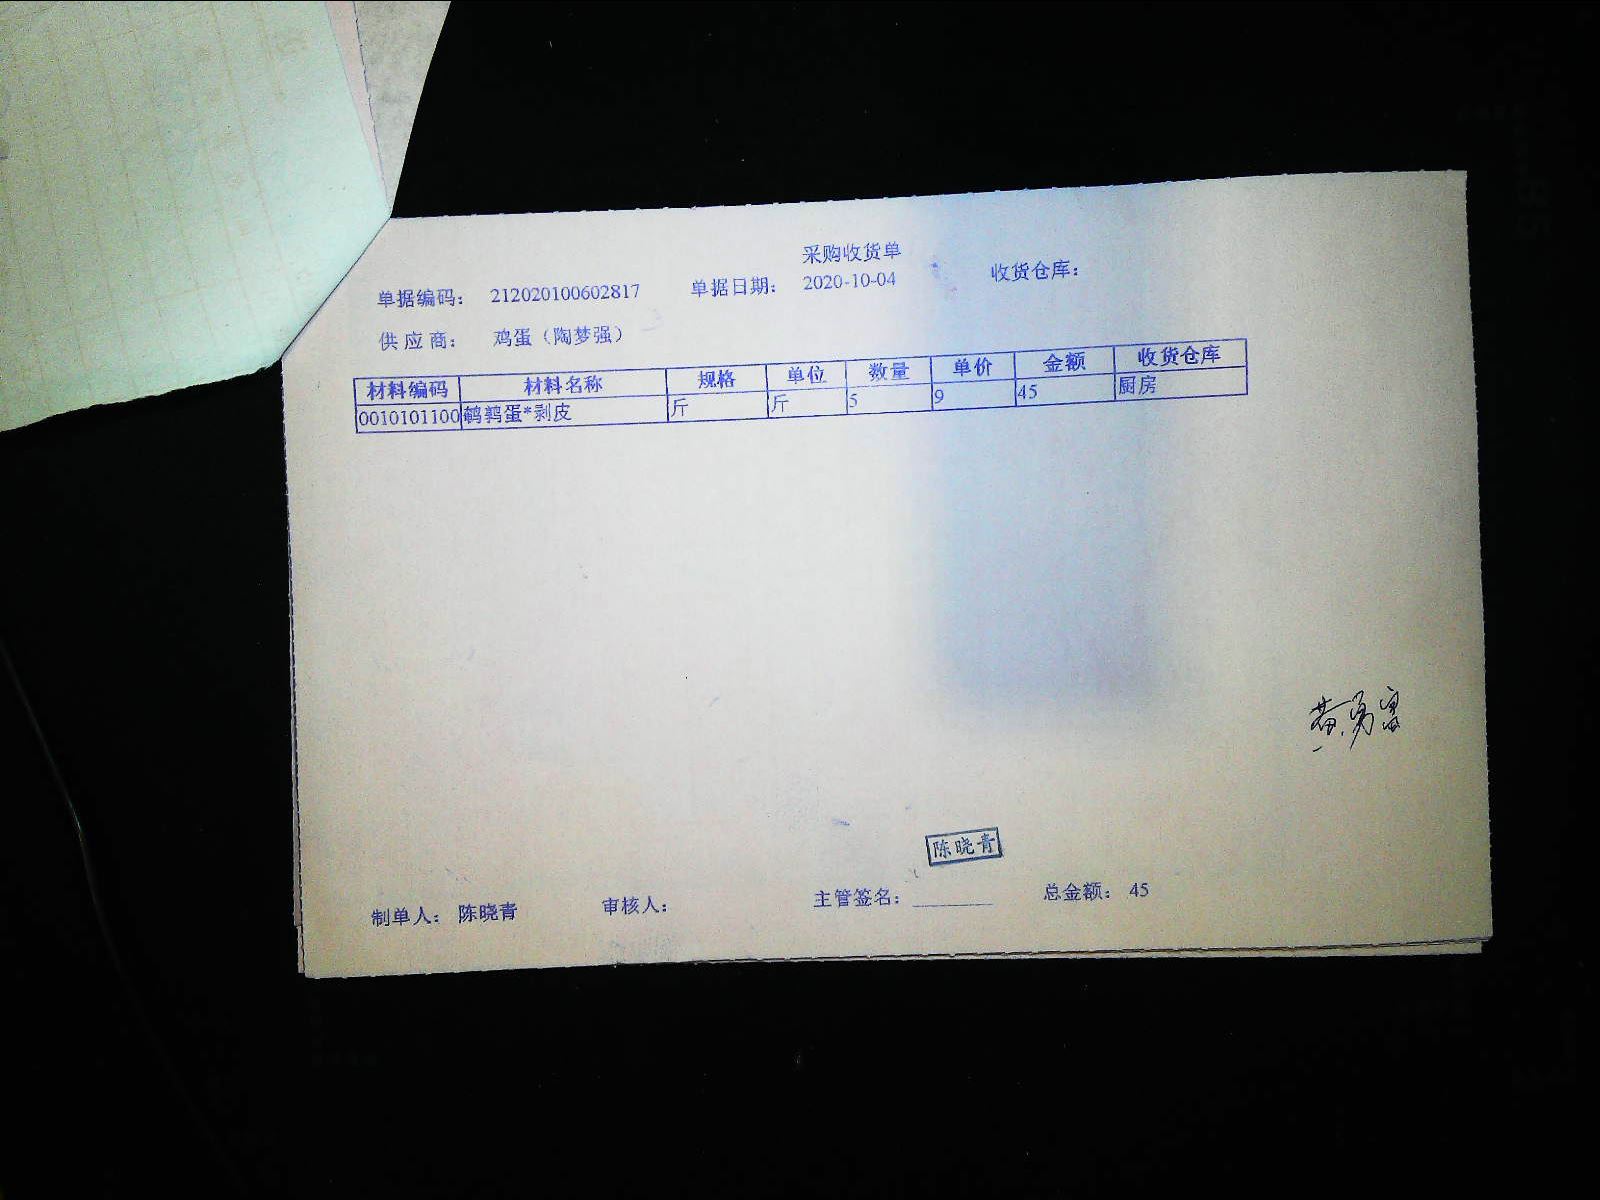 采购收货单
单据编码: 212020100602817 单据日期: 2020-10-04 收货仓库:
供应商: 鸡蛋（陶梦强）
材料编码 材料名称 规格 单位 数量 单价 金额 收货仓库
0010101100 鹌鹑蛋*剥皮 斤 斤 5 9 45 厨房
黄勇富
陈晓青
制单人: 陈晓青 审核人: 主管签名: ________ 总金额: 45